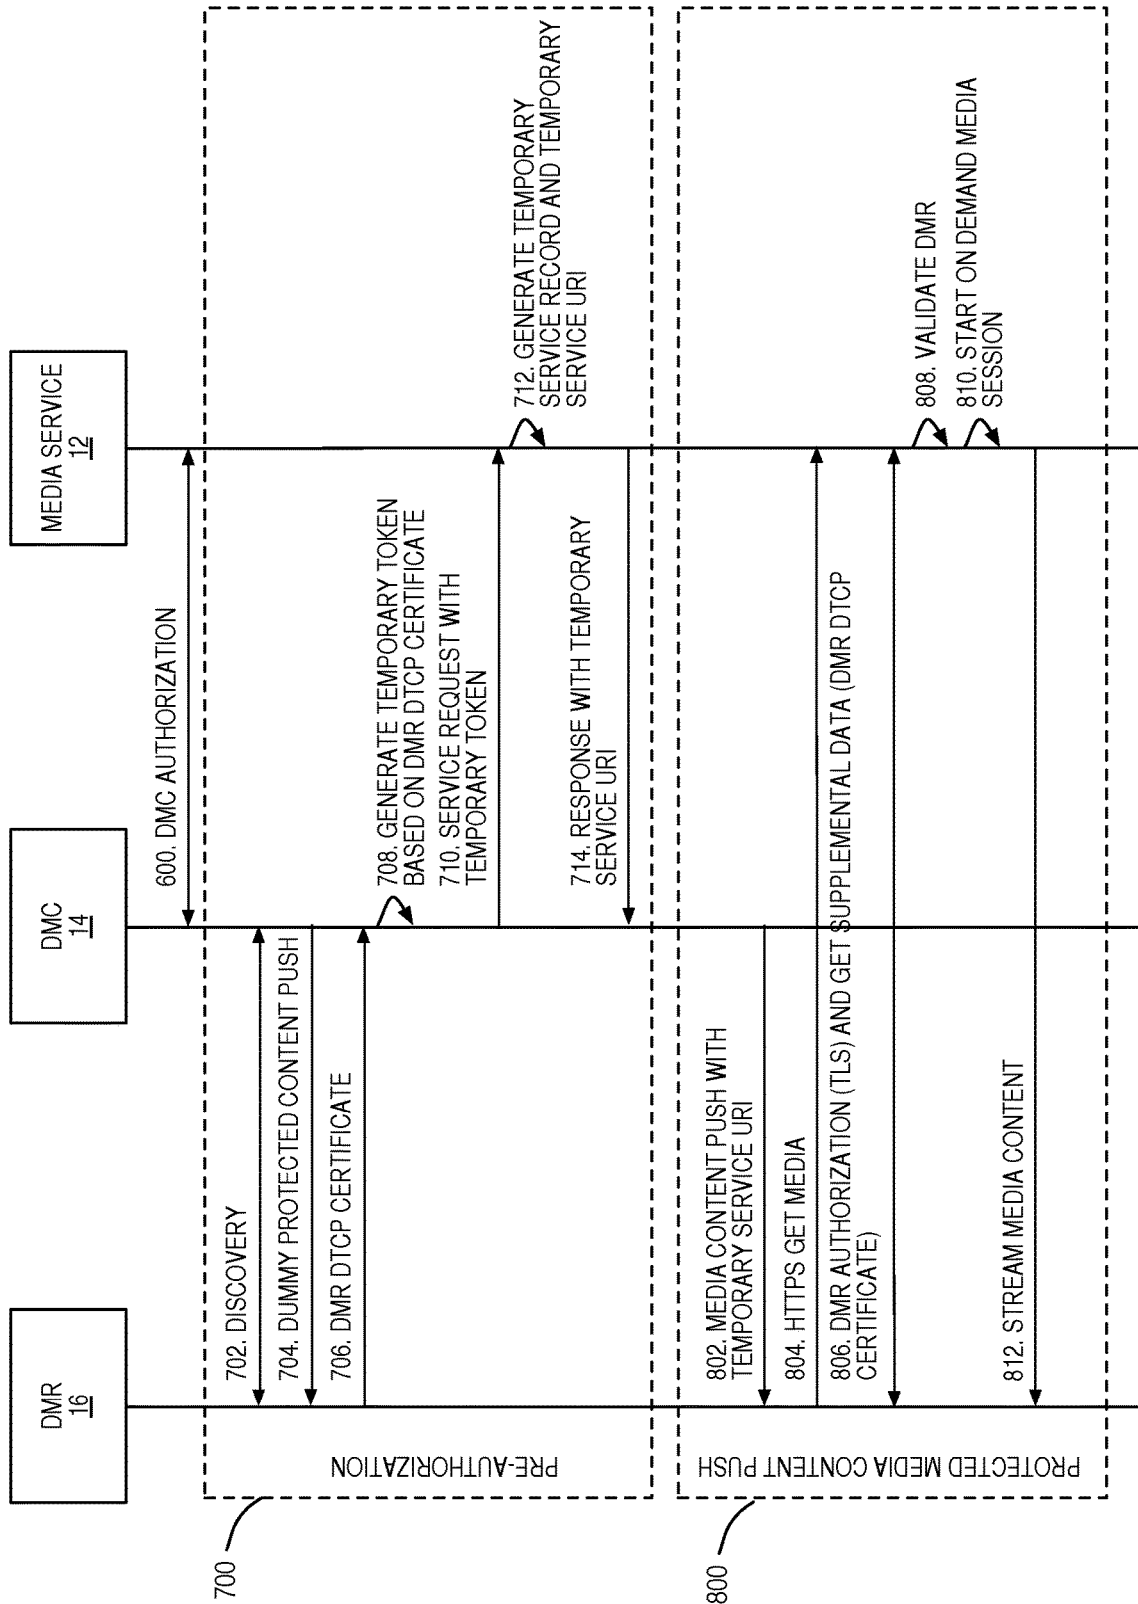 DMR
16
DMC
14
MEDIA SERVICE
12
600. DMC AUTHORIZATION
700
PRE-AUTHORIZATION
702. DISCOVERY
704. DUMMY PROTECTED CONTENT PUSH
706. DMR DTCP CERTIFICATE
708. GENERATE TEMPORARY TOKEN
BASED ON DMR DTCP CERTIFICATE
710. SERVICE REQUEST WITH
TEMPORARY TOKEN
712. GENERATE TEMPORARY
SERVICE RECORD AND TEMPORARY
SERVICE URI
714. RESPONSE WITH TEMPORARY
SERVICE URI
800
PROTECTED MEDIA CONTENT PUSH
802. MEDIA CONTENT PUSH WITH
TEMPORARY SERVICE URI
804. HTTPS GET MEDIA
806. DMR AUTHORIZATION (TLS) AND GET SUPPLEMENTAL DATA (DMR DTCP
CERTIFICATE)
808. VALIDATE DMR
810. START ON DEMAND MEDIA
SESSION
812. STREAM MEDIA CONTENT